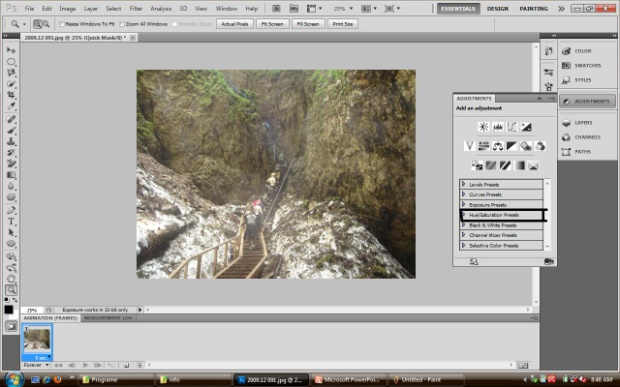 Ps File Edit Image Layer Select Filter Analysis 3D View Window Help Br 25% ESSENTIALS DESIGN PAINTING
Resize Windows To Fit Zoom All Windows Actual Pixels Fit Screen Fill Screen Print Size
2009.12 091.jpg @ 25% (Quick Mask/8) *
COLOR
SWATCHES
STYLES
ADJUSTMENTS
LAYERS
CHANNELS
PATHS
ADJUSTMENTS
Add an adjustment
Levels Presets
Curves Presets
Exposure Presets
Hue/Saturation Presets
Black & White Presets
Channel Mixer Presets
Selective Color Presets
25% Exposure works in 32-bit only
ANIMATION (FRAMES) MEASUREMENT LOG
1
0 sec.
Forever
Programe info 2009.12 091.jpg @ 2... Microsoft PowerPoi... Untitled - Paint 8:46 AM